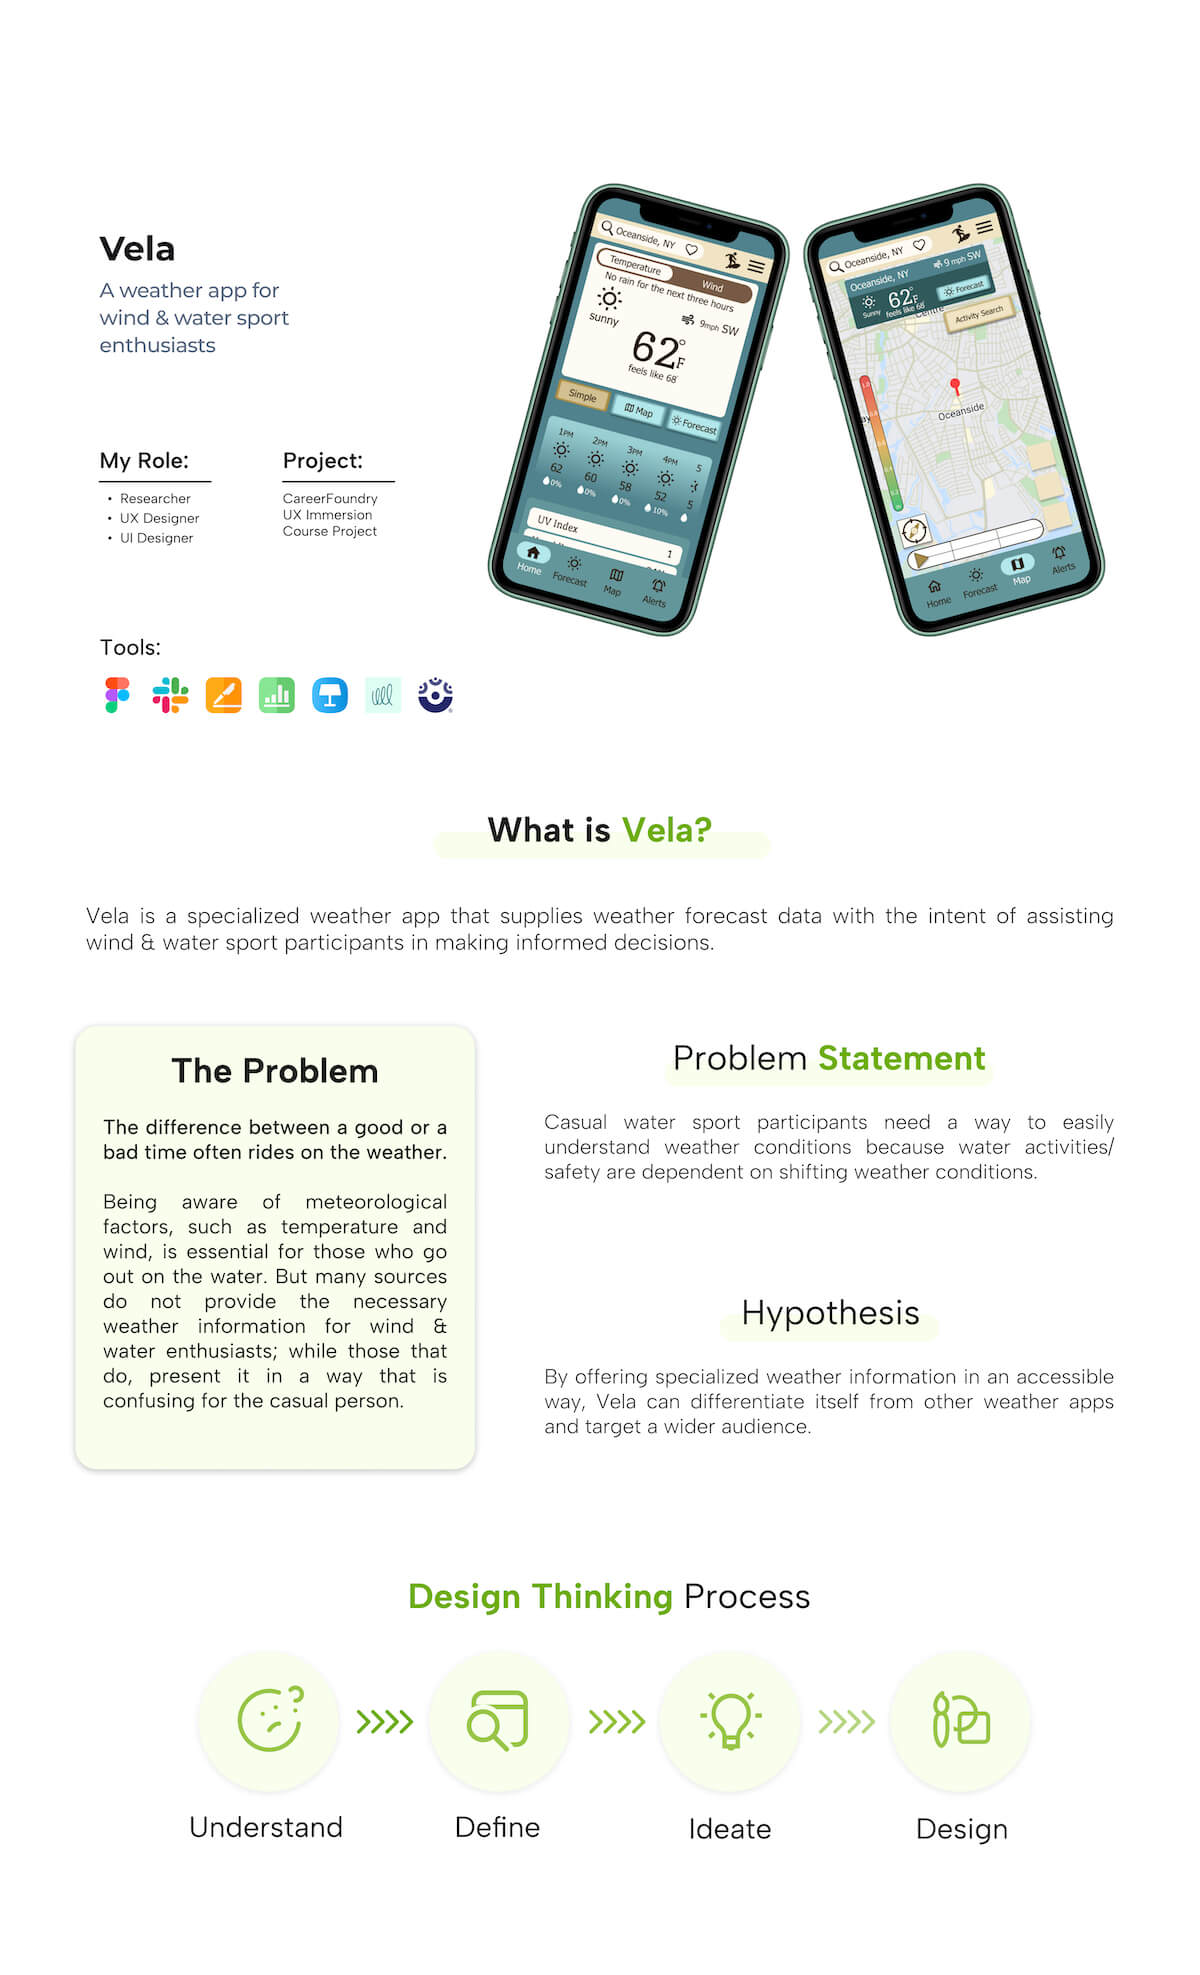 Vela
A weather app for
wind & water sport
enthusiasts
My Role:
• Researcher
• UX Designer
• UI Designer
Project:
CareerFoundry
UX Immersion
Course Project
Tools:
Oceanside, NY
Temperature
Wind
No rain for the next three hours
sunny
9mph SW
62°F
feels like 68°
Simple
Map
Forecast
1PM 2PM 3PM 4PM 5
62 60 58 52 5
0% 0% 0% 10%
UV Index 1
Home Forecast Map Alerts
Oceanside, NY
Oceanside, NY
9 mph SW
62°F
Sunny feels like 68°
Forecast
Activity Search
Oceanside
Home Forecast Map Alerts
What is Vela?
Vela is a specialized weather app that supplies weather forecast data with the intent of assisting
wind & water sport participants in making informed decisions.
The Problem
The difference between a good or a
bad time often rides on the weather.
Being aware of meteorological
factors, such as temperature and
wind, is essential for those who go
out on the water. But many sources
do not provide the necessary
weather information for wind &
water enthusiasts; while those that
do, present it in a way that is
confusing for the casual person.
Problem Statement
Casual water sport participants need a way to easily
understand weather conditions because water activities/
safety are dependent on shifting weather conditions.
Hypothesis
By offering specialized weather information in an accessible
way, Vela can differentiate itself from other weather apps
and target a wider audience.
Design Thinking Process
Understand
Define
Ideate
Design